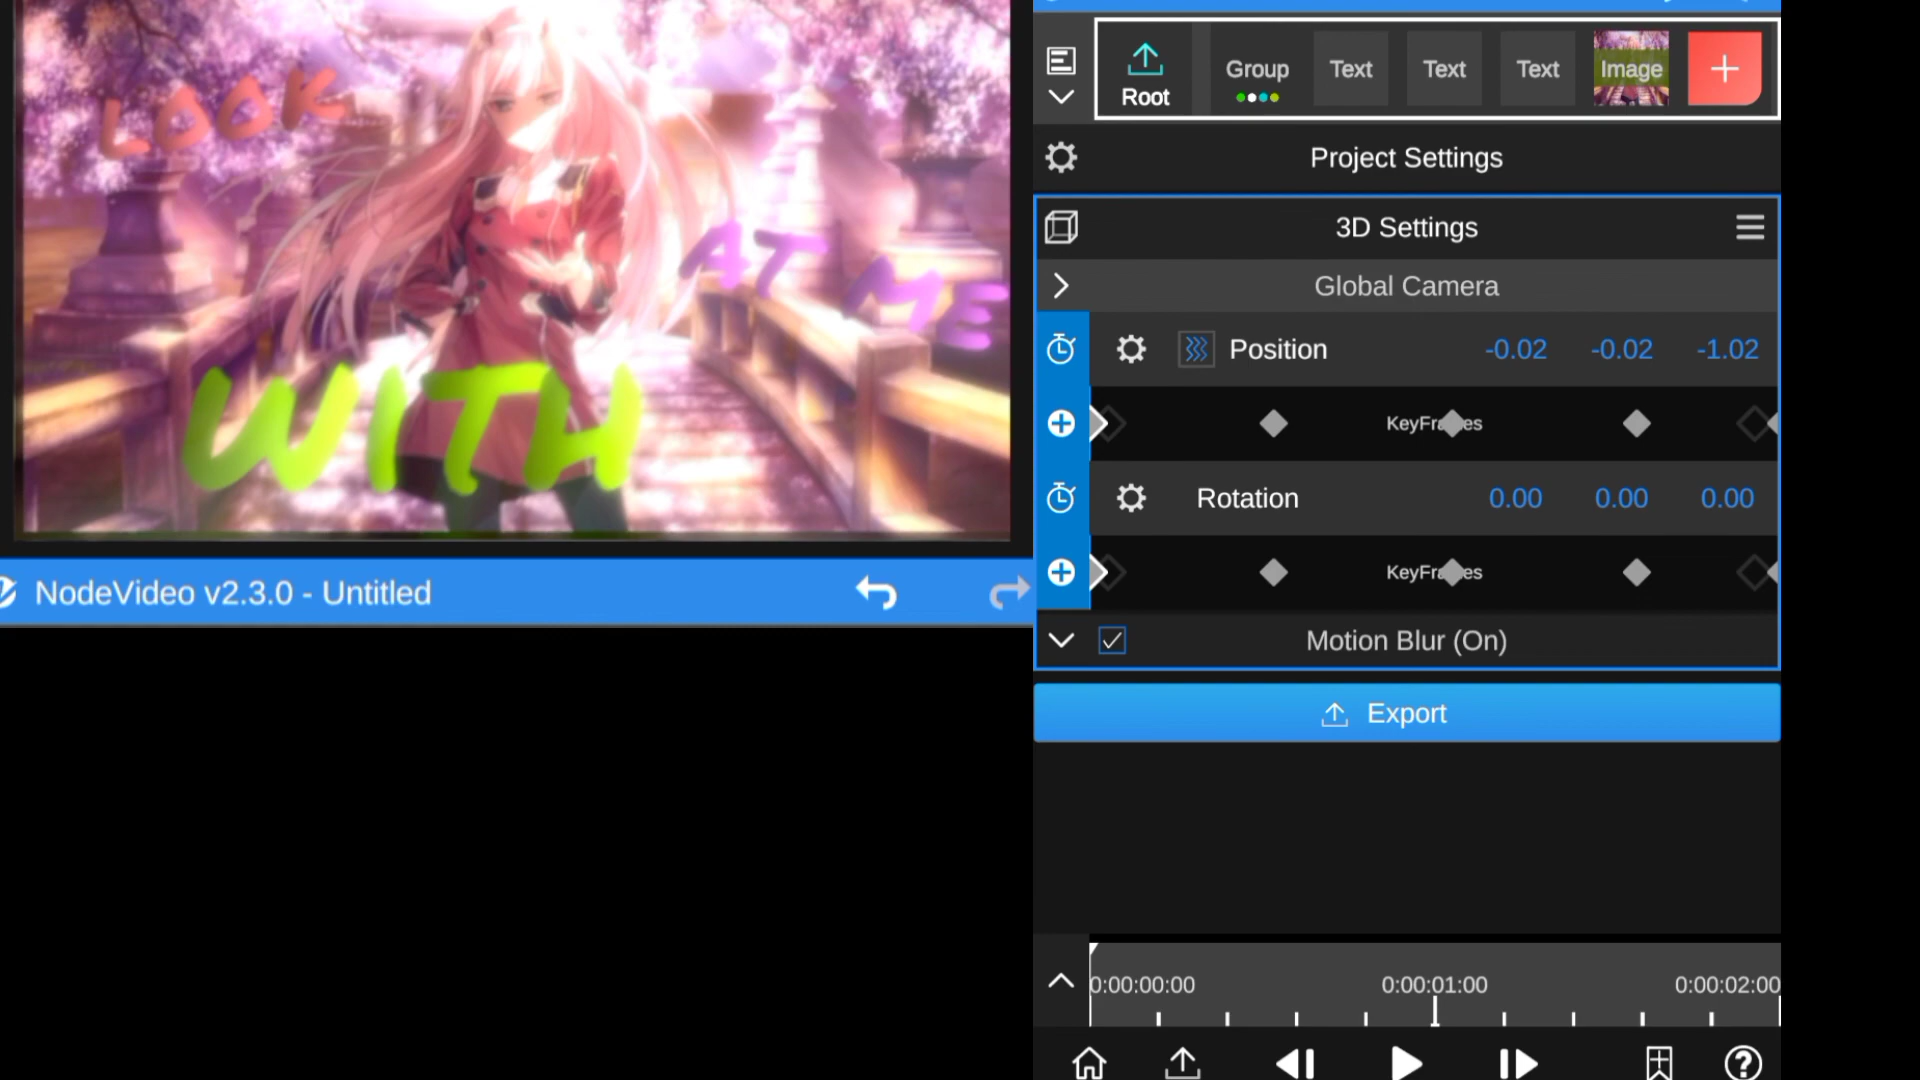 LOOK
AT ME
WITH
NodeVideo v2.3.0 - Untitled
Root
Group
Text
Text
Text
Image
Project Settings
3D Settings
Global Camera
Position -0.02 -0.02 -1.02
KeyFrames
Rotation 0.00 0.00 0.00
KeyFrames
Motion Blur (On)
Export
0:00:00:00 0:00:01:00 0:00:02:00